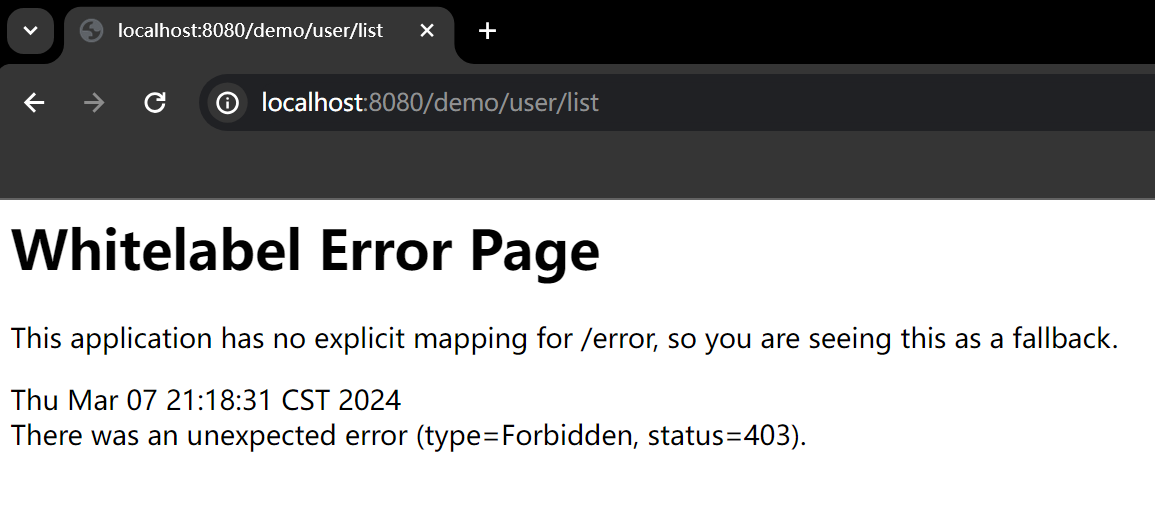 localhost:8080/demo/user/list
localhost:8080/demo/user/list
Whitelabel Error Page
This application has no explicit mapping for /error, so you are seeing this as a fallback.
Thu Mar 07 21:18:31 CST 2024
There was an unexpected error (type=Forbidden, status=403).